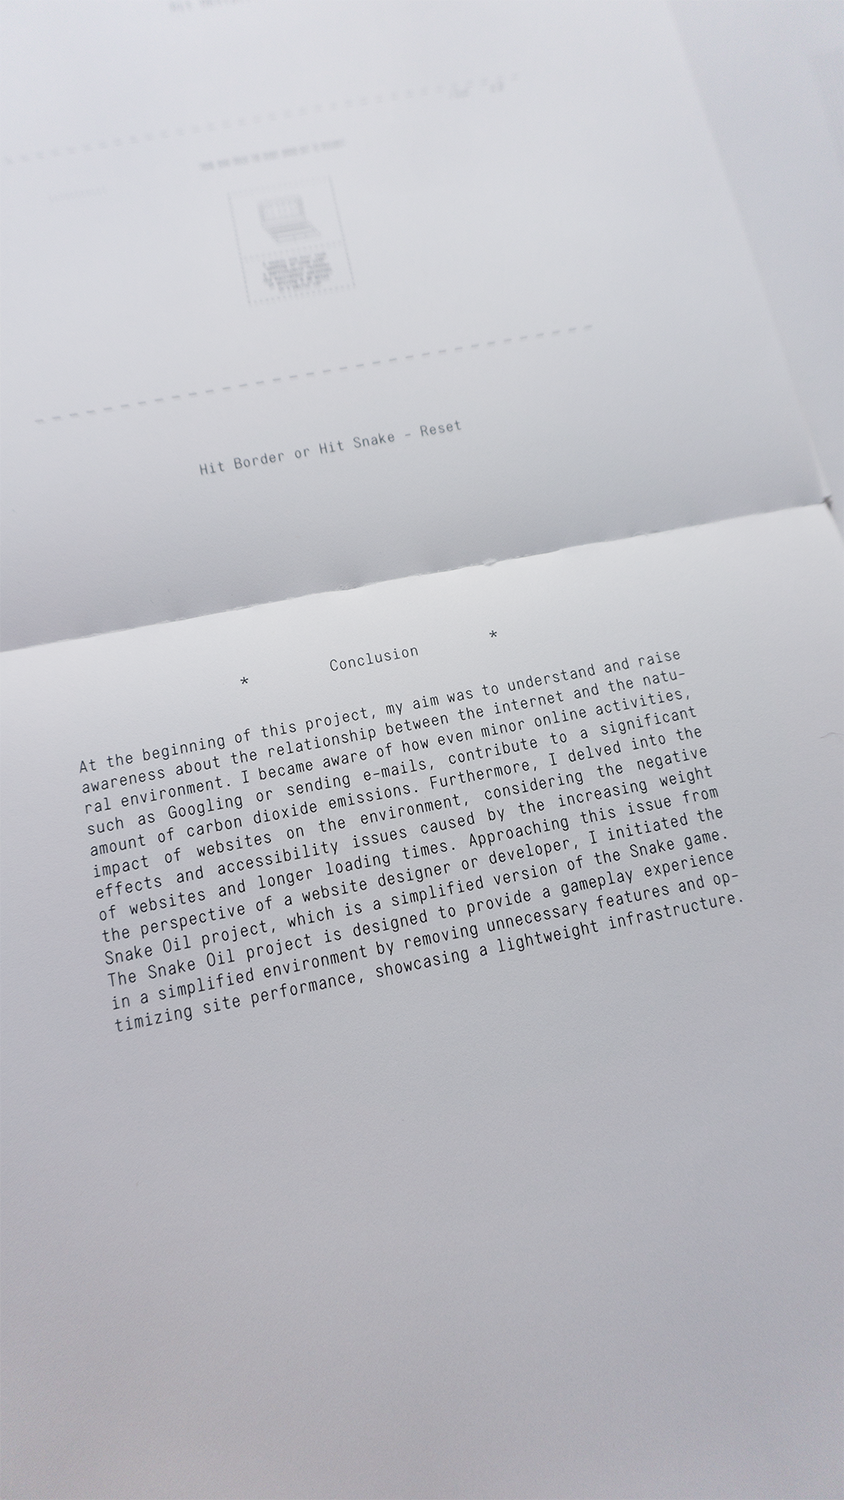 Hit Border or Hit Snake - Reset
* Conclusion *
At the beginning of this project, my aim was to understand and raise
awareness about the relationship between the internet and the natu-
ral environment. I became aware of how even minor online activities,
such as Googling or sending e-mails, contribute to a significant
amount of carbon dioxide emissions. Furthermore, I delved into the
impact of websites on the environment, considering the negative
effects and accessibility issues caused by the increasing weight
of websites and longer loading times. Approaching this issue from
the perspective of a website designer or developer, I initiated the
Snake Oil project, which is a simplified version of the Snake game.
The Snake Oil project is designed to provide a gameplay experience
in a simplified environment by removing unnecessary features and op-
timizing site performance, showcasing a lightweight infrastructure.